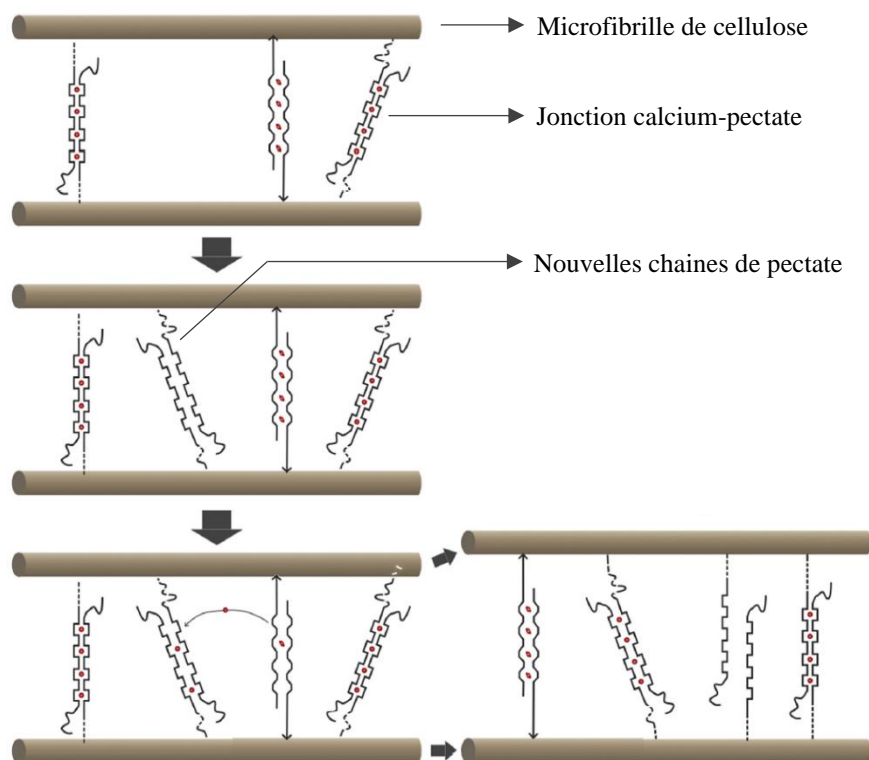 Microfibrille de cellulose
Jonction calcium-pectate
Nouvelles chaines de pectate